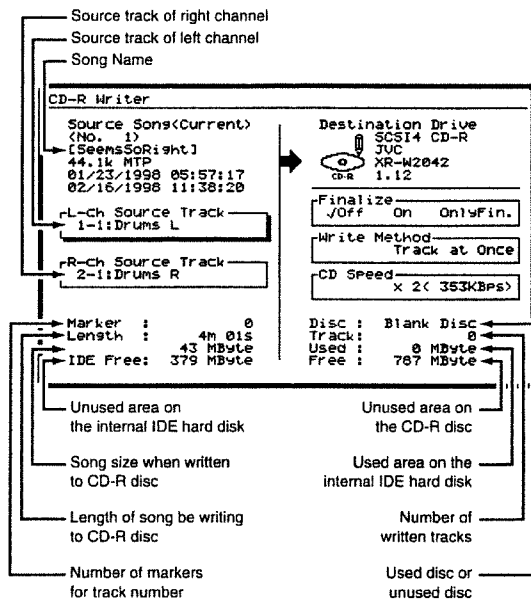 Source track of right channel
Source track of left channel
Song Name
CD-R Writer
Source Song(Current)
(No.   1)
[SeemsSoRight]
44.1k MTP
01/23/1998 05:57:17
02/16/1998 11:38:20
L-ch Source Track
1-1:Drums L
R-ch Source Track
2-1:Drums R
Marker : 0
Length : 4m 01s
43 MByte
IDE Free: 379 MByte
Destination Drive
SCSI4 CD-R
JVC
XR-W2042
1.12
CD-R
Finalize
√Off On OnlyFin.
Write Method
Track at Once
CD Speed
x 2( 353KBps)
Disc : Blank Disc
Track: 0
Used : 0 MByte
Free : 787 MByte
Unused area on
the internal IDE hard disk
Song size when written
to CD-R disc
Length of song be writing
to CD-R disc
Number of markers
for track number
Unused area on
the CD-R disc
Used area on the
internal IDE hard disk
Number of
written tracks
Used disc or
unused disc